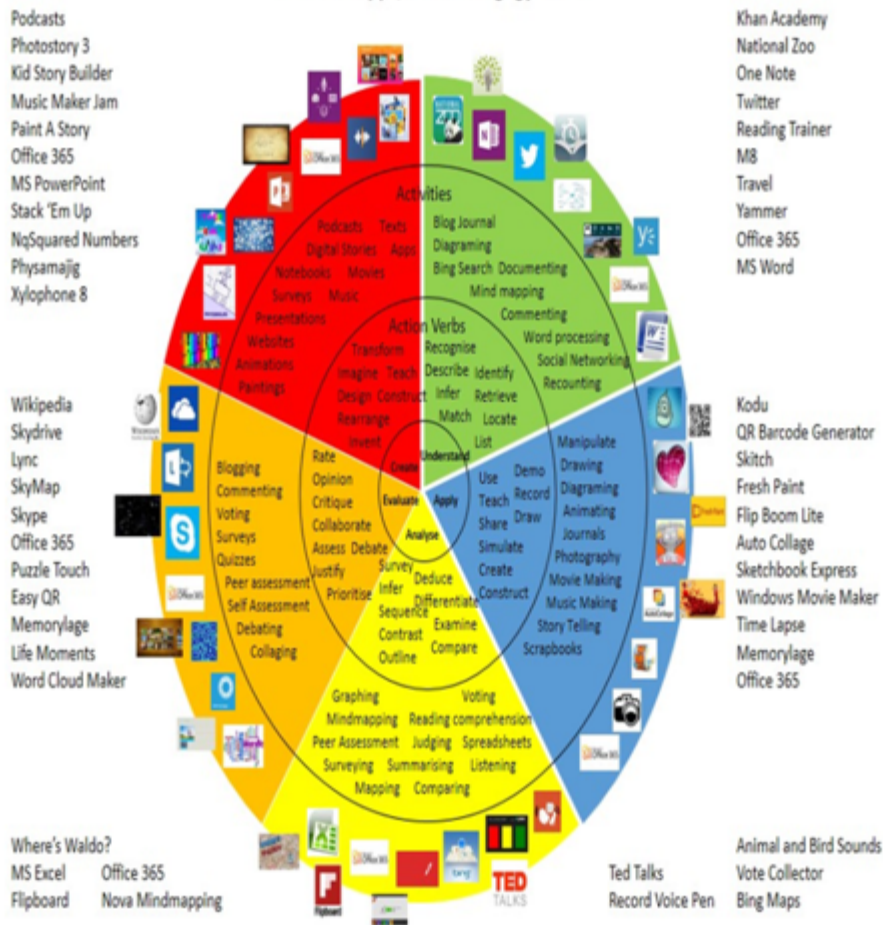 Podcasts
Photostory 3
Kid Story Builder
Music Maker Jam
Paint A Story
Office 365
MS PowerPoint
Stack 'Em Up
NqSquared Numbers
Physamajig
Xylophone 8
Khan Academy
National Zoo
One Note
Twitter
Reading Trainer
M8
Travel
Yammer
Office 365
MS Word
Activities
Podcasts Texts
Digital Stories Apps
Notebooks Movies
Surveys Music
Presentations
Websites
Animations
Paintings
Blog Journal
Diagraming
Bing Search Documenting
Mind mapping
Commenting
Word processing
Social Networking
Recounting
Action Verbs
Transform
Imagine Teach
Design Construct
Rearrange
Invent
Create
Recognise
Describe Identify
Infer Retrieve
Match Locate
List
Understand
Wikipedia
Skydrive
Lync
SkyMap
Skype
Office 365
Puzzle Touch
Easy QR
Memorylage
Life Moments
Word Cloud Maker
Blogging
Commenting
Voting
Surveys
Quizzes
Peer assessment
Self Assessment
Debating
Collaging
Rate
Opinion
Critique
Collaborate
Assess Debate
Justify
Prioritise
Evaluate
Apply
Use Demo
Teach Record
Share Draw
Simulate
Create
Construct
Manipulate
Drawing
Diagraming
Animating
Journals
Photography
Movie Making
Music Making
Story Telling
Scrapbooks
Kodu
QR Barcode Generator
Skitch
Fresh Paint
Flip Boom Lite
Auto Collage
Sketchbook Express
Windows Movie Maker
Time Lapse
Memorylage
Office 365
Analyse
Survey Deduce
Infer Differentiate
Sequence Examine
Contrast Compare
Outline
Graphing Voting
Mindmapping Reading comprehension
Peer Assessment Judging Spreadsheets
Surveying Summarising Listening
Mapping Comparing
Where's Waldo?
MS Excel Office 365
Flipboard Nova Mindmapping
Flipboard
TED
TALKS
Ted Talks
Record Voice Pen
Animal and Bird Sounds
Vote Collector
Bing Maps